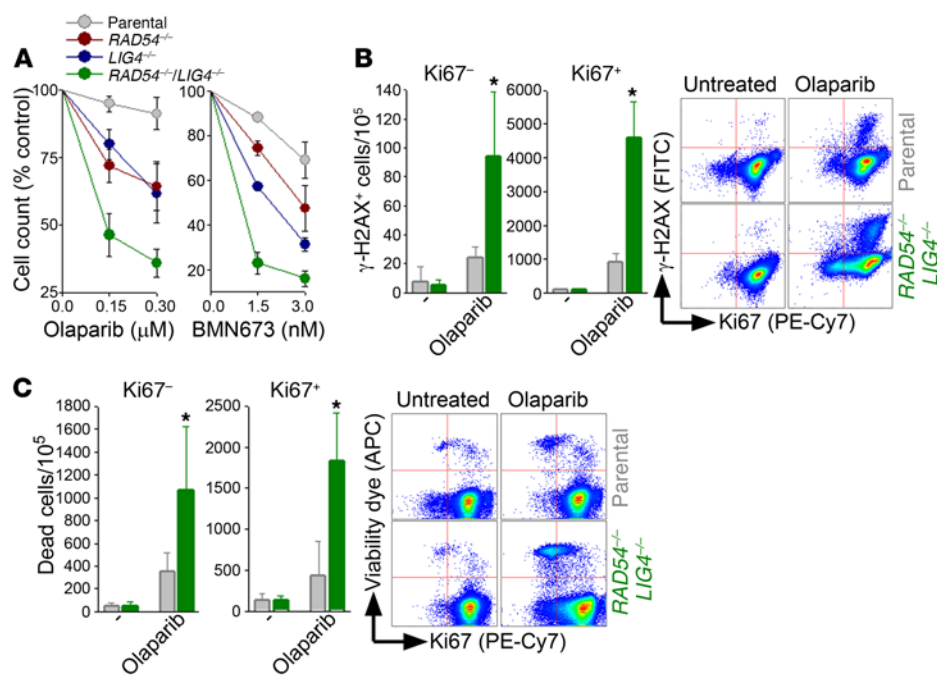 A
Parental
RAD54⁻/⁻
LIG4⁻/⁻
RAD54⁻/⁻/LIG4⁻/⁻
Cell count (% control)
100
75
50
25
0.0 0.15 0.30
Olaparib (μM)
100
80
60
40
20
0.0 1.5 3.0
BMN673 (nM)
B
Ki67⁻
γ-H2AX⁺ cells/10⁵
140
120
100
80
60
40
20
0
*
- Olaparib
Ki67⁺
6000
5000
4000
3000
2000
1000
0
*
- Olaparib
Untreated Olaparib
γ-H2AX (FITC)
Parental
RAD54⁻/⁻
LIG4⁻/⁻
Ki67 (PE-Cy7)
C
Ki67⁻
Dead cells/10⁵
1800
1600
1400
1200
1000
800
600
400
200
0
*
- Olaparib
Ki67⁺
2500
2000
1500
1000
500
0
*
- Olaparib
Untreated Olaparib
Viability dye (APC)
Parental
RAD54⁻/⁻
LIG4⁻/⁻
Ki67 (PE-Cy7)